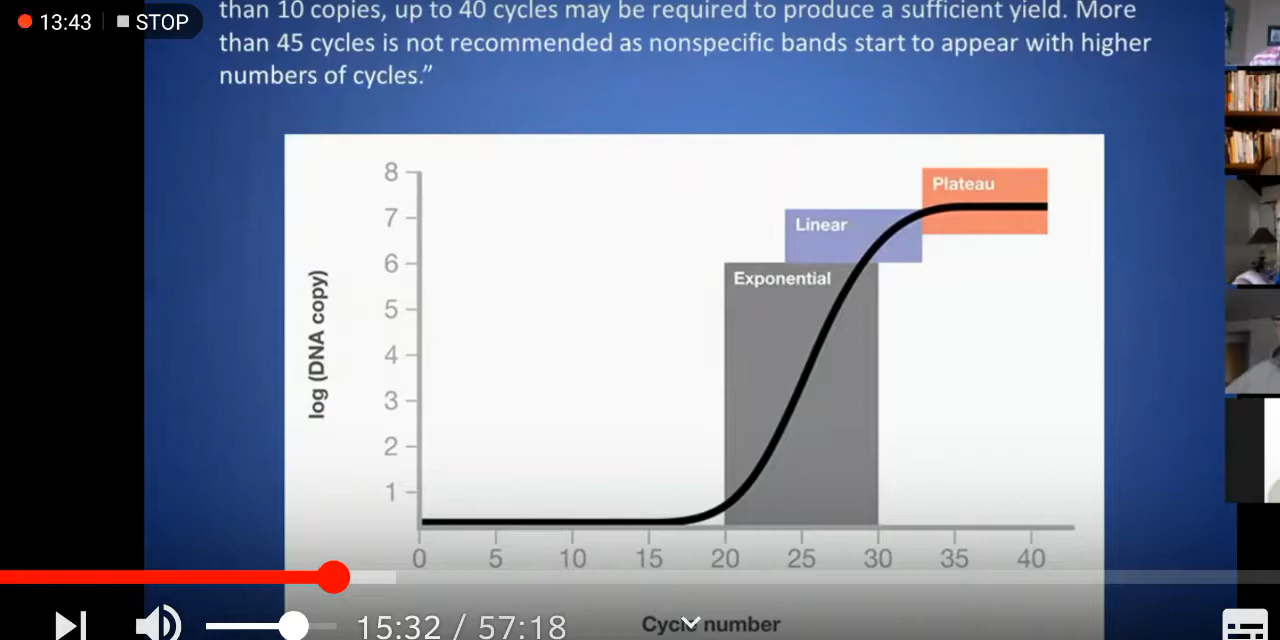 13:43 STOP
than 10 copies, up to 40 cycles may be required to produce a sufficient yield. More
than 45 cycles is not recommended as nonspecific bands start to appear with higher
numbers of cycles.”
8
Plateau
7
Linear
6
Exponential
5
log (DNA copy)
4
3
2
1
0 5 10 15 20 25 30 35 40
15:32 / 57:18
Cycle number